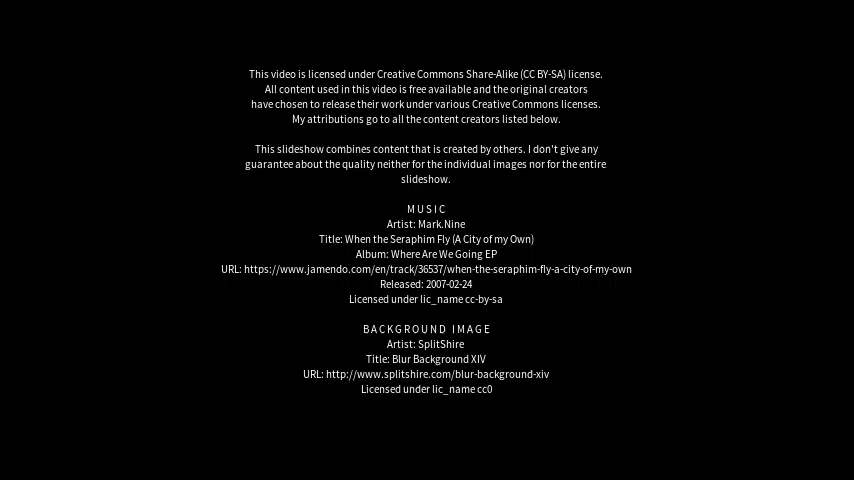 This video is licensed under Creative Commons Share-Alike (CC BY-SA) license.
All content used in this video is free available and the original creators
have chosen to release their work under various Creative Commons licenses.
My attributions go to all the content creators listed below.
This slideshow combines content that is created by others. I don't give any
guarantee about the quality neither for the individual images nor for the entire
slideshow.
MUSIC
Artist: Mark.Nine
Title: When the Seraphim Fly (A City of my Own)
Album: Where Are We Going EP
URL: https://www.jamendo.com/en/track/36537/when-the-seraphim-fly-a-city-of-my-own
Released: 2007-02-24
Licensed under lic_name cc-by-sa
BACKGROUND IMAGE
Artist: SplitShire
Title: Blur Background XIV
URL: http://www.splitshire.com/blur-background-xiv
Licensed under lic_name cc0